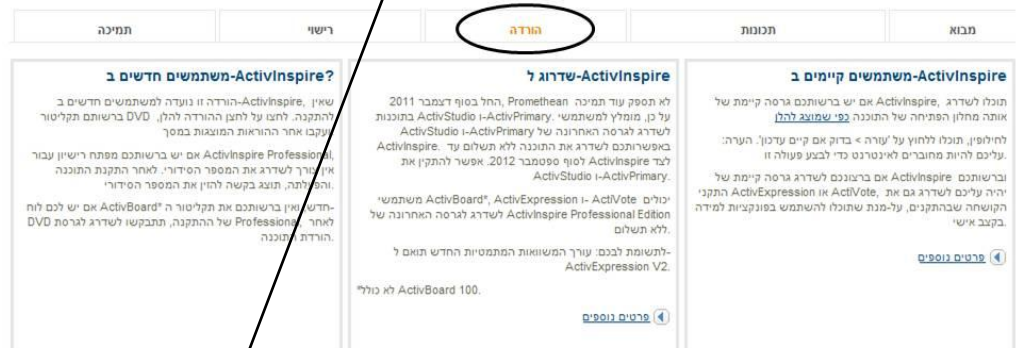 מבוא
תכונות
הורדה
רישוי
תמיכה
משתמשים קיימים ב-ActivInspire
תוכלו לשדרג ,ActivInspire אם יש ברשותכם גרסה קיימת של
אותה מחלון הפתיחה של התוכנה כפי שמוצג להלן
לחילופין, תוכלו ללחוץ על 'עזרה > בדוק אם קיים עדכון'. הערה:
עליכם להיות מחוברים לאינטרנט כדי לבצע פעולה זו.
וברשותכם ActivInspire אם ברצונכם לשדרג גרסה קיימת של
יהיה עליכם לשדרג גם את ,ActiVote או ActivExpression התקני
הקושחה שבהתקנים, על-מנת שתוכלו להשתמש בפונקציות למידה
בקצב אישי.
פרטים נוספים
שדרוג ל-ActivInspire
לא תספק עוד תמיכה Promethean ,החל בסוף דצמבר 2011
על כן, מומלץ למשתמשי .ActivPrimary ו-ActivStudio בתוכנות
לשדרג לגרסה האחרונה של ActivPrimary ו-ActivStudio
באפשרותכם לשדרג את התוכנה ללא תשלום עד .ActivInspire
לצד ActivInspire לסוף ספטמבר 2012. אפשר להתקין את
ActivStudio ו-ActivPrimary.
יכולים ActiVote ו- ActivBoard*, ActivExpression משתמשי
לשדרג לגרסה האחרונה של ActivInspire Professional Edition
ללא תשלום.
לתשומת לבכם: עורך המשוואות המתמטיות החדש תואם ל-
ActivExpression V2.
*לא כולל ActivBoard 100.
פרטים נוספים
משתמשים חדשים ב-ActivInspire?
שאין ,ActivInspire-הורדה זו נועדה למשתמשים חדשים ב
להתקנה. לחצו על לחצן ההורדה להלן, DVD ברשותם תקליטור
ועקבו אחר ההוראות המוצגות במסך
ActivInspire Professional, אם יש ברשותכם מפתח רישיון עבור
אין צורך לשדרג את המספר הסידורי. לאחר התקנת התוכנה
והפעלתה, תוצג בקשה להזין את המספר הסידורי.
חדש, ואין ברשותכם את תקליטור ה-ActivBoard* אם יש לכם לוח
לאחר ,Professional של ההתקנה, תתבקשו לשדרג לגרסת DVD
הורדת התוכנה.